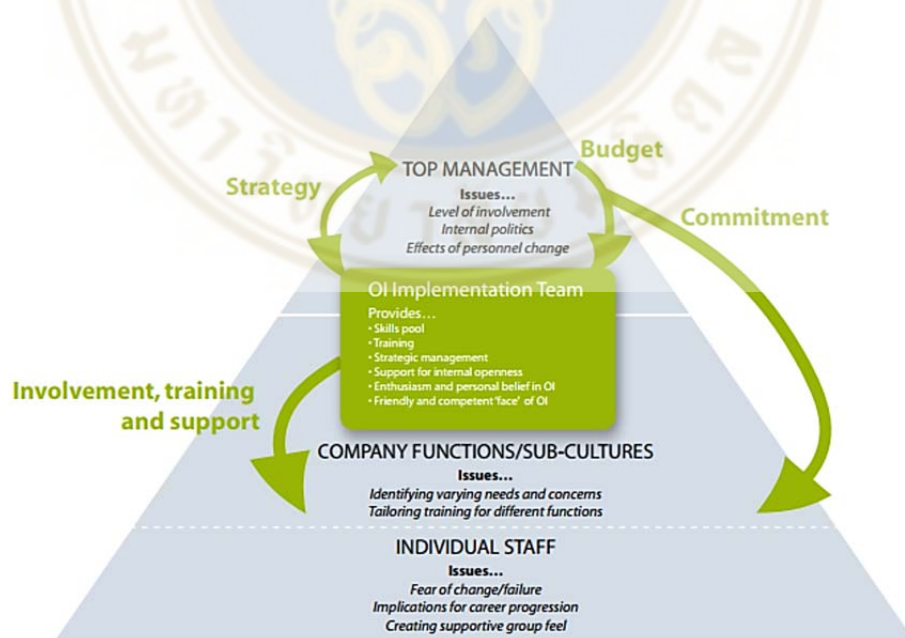 Budget
TOP MANAGEMENT
Strategy
Issues...
Level of involvement
Internal politics
Effects of personnel change
Commitment
OI Implementation Team
Provides...
• Skills pool
• Training
• Strategic management
• Support for internal openness
• Enthusiasm and personal belief in OI
• Friendly and competent 'face' of OI
Involvement, training
and support
COMPANY FUNCTIONS/SUB-CULTURES
Issues...
Identifying varying needs and concerns
Tailoring training for different functions
INDIVIDUAL STAFF
Issues...
Fear of change/failure
Implications for career progression
Creating supportive group feel